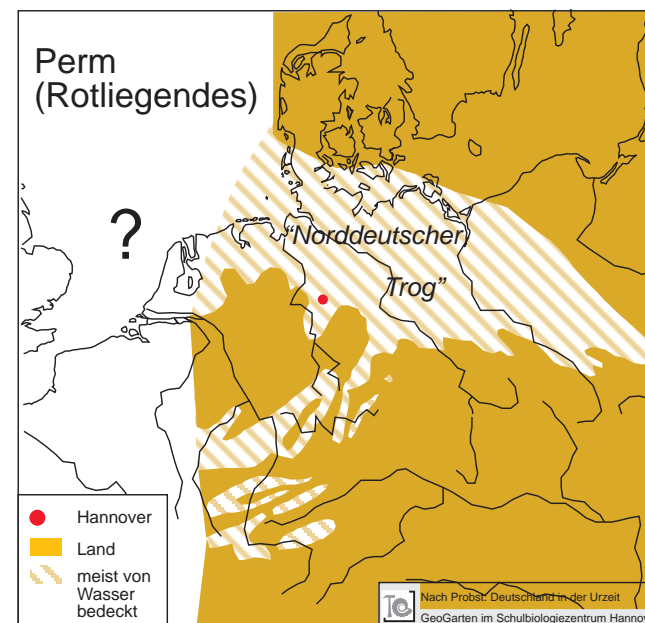 Perm
(Rotliegendes)
?
"Norddeutscher
Trog"
Hannover
Land
meist von
Wasser
bedeckt
Nach Probst: Deutschland in der Urzeit
GeoGarten im Schulbiologiezentrum Hannov